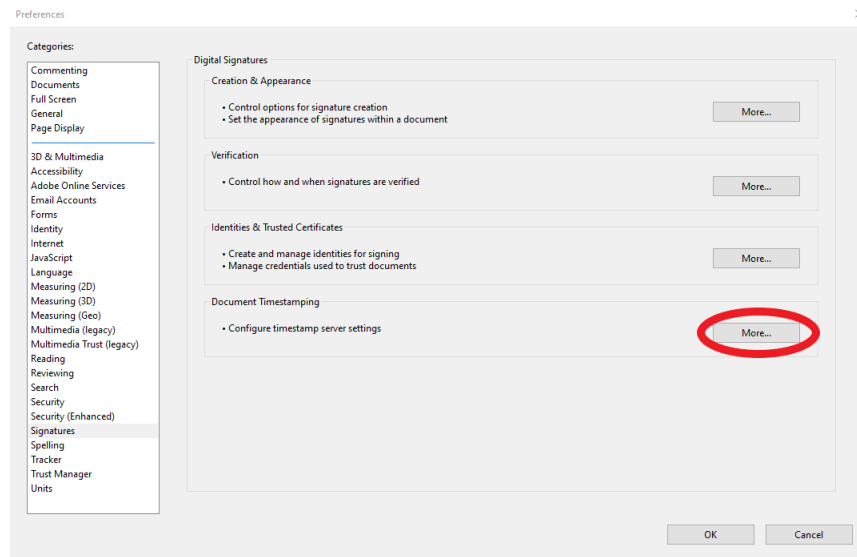 Preferences
Categories:
Commenting
Documents
Full Screen
General
Page Display
3D & Multimedia
Accessibility
Adobe Online Services
Email Accounts
Forms
Identity
Internet
JavaScript
Language
Measuring (2D)
Measuring (3D)
Measuring (Geo)
Multimedia (legacy)
Multimedia Trust (legacy)
Reading
Reviewing
Search
Security
Security (Enhanced)
Signatures
Spelling
Tracker
Trust Manager
Units
Digital Signatures
Creation & Appearance
• Control options for signature creation
• Set the appearance of signatures within a document
More...
Verification
• Control how and when signatures are verified
More...
Identities & Trusted Certificates
• Create and manage identities for signing
• Manage credentials used to trust documents
More...
Document Timestamping
• Configure timestamp server settings
More...
OK
Cancel